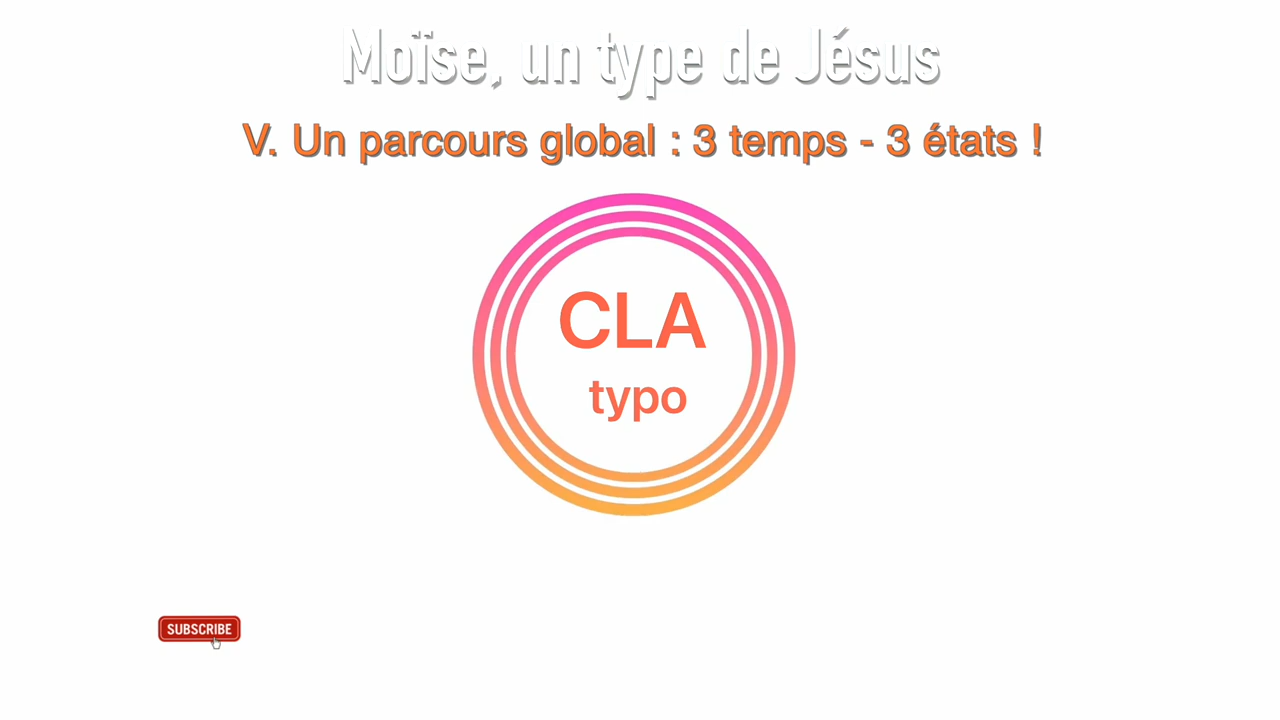 Moïse, un type de Jésus
V. Un parcours global : 3 temps - 3 états !
CLA
typo
SUBSCRIBE